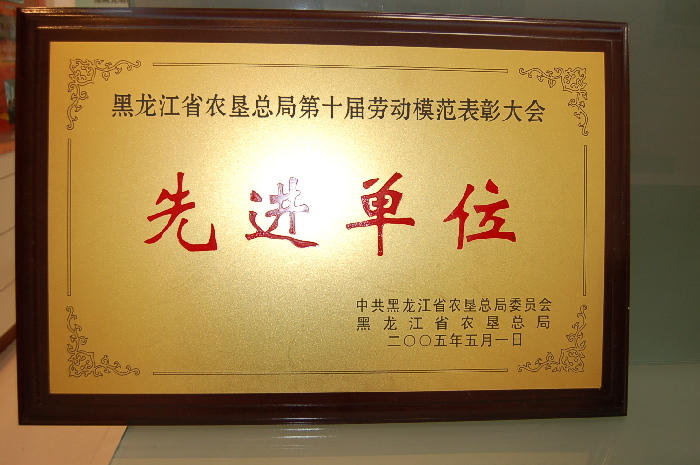 黑龙江省农垦总局第十届劳动模范表彰大会
先进单位
中共黑龙江省农垦总局委员会
黑龙江省农垦总局
二〇〇五年五月一日